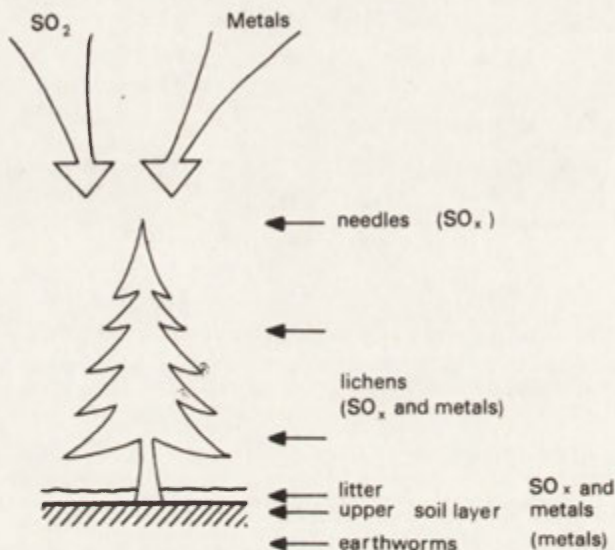 SO₂ Metals
needles (SOₓ)
lichens
(SOₓ and metals)
litter SOₓ and
upper soil layer metals
earthworms (metals)